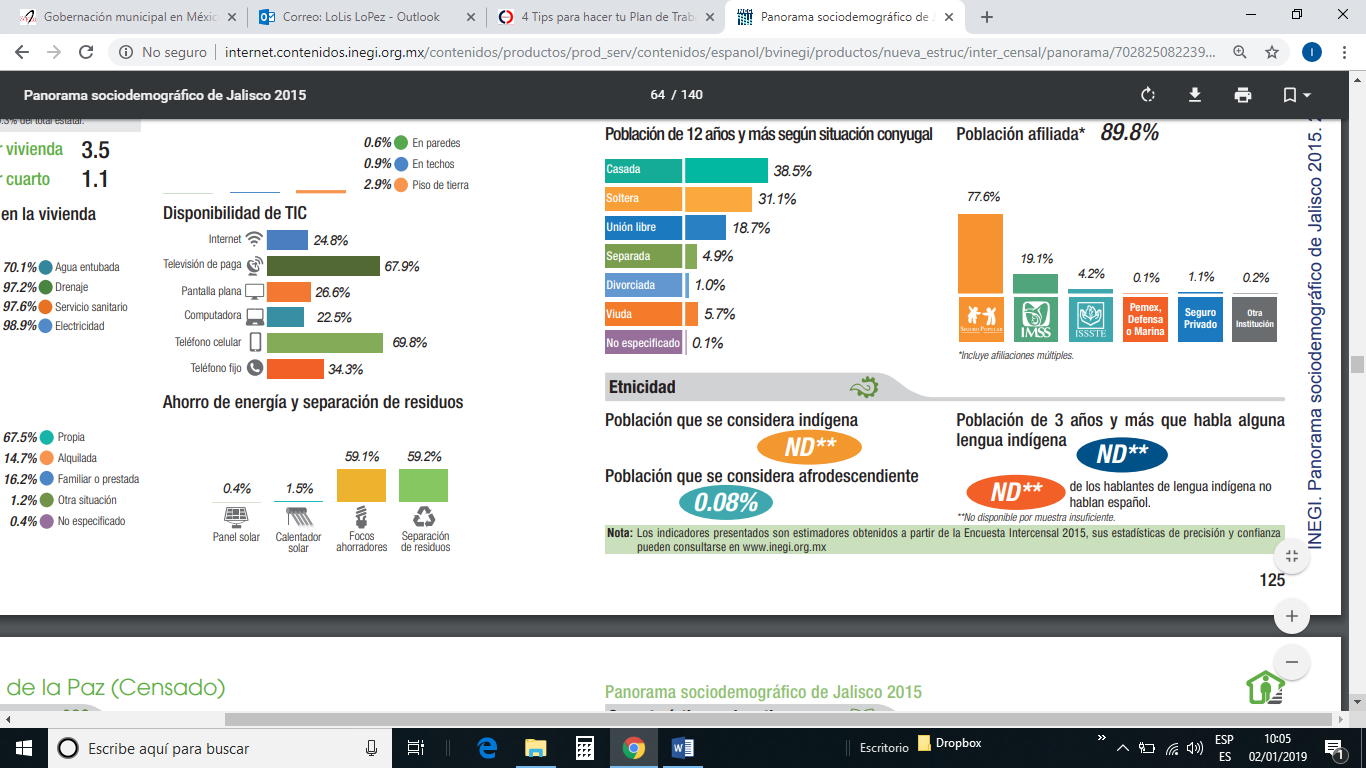 Gobernación municipal en Méxic
Correo: LoLis LoPez - Outlook
4 Tips para hacer tu Plan de Trab
Panorama sociodemográfico de J
No seguro
internet.contenidos.inegi.org.mx/contenidos/productos/prod_serv/contenidos/espanol/bvinegi/productos/nueva_estruc/inter_censal/panorama/702825082239...
I
Panorama sociodemográfico de Jalisco 2015
64 / 140
0.3% del total estatal.
r vivienda 3.5
r cuarto 1.1
en la vivienda
70.1% Agua entubada
97.2% Drenaje
97.6% Servicio sanitario
98.9% Electricidad
67.5% Propia
14.7% Alquilada
16.2% Familiar o prestada
1.2% Otra situación
0.4% No especificado
0.6% En paredes
0.9% En techos
2.9% Piso de tierra
Disponibilidad de TIC
Internet 24.8%
Televisión de paga 67.9%
Pantalla plana 26.6%
Computadora 22.5%
Teléfono celular 69.8%
Teléfono fijo 34.3%
Ahorro de energía y separación de residuos
0.4% 1.5% 59.1% 59.2%
Panel solar Calentador Focos Separación
solar ahorradores de residuos
Población de 12 años y más según situación conyugal
Casada 38.5%
Soltera 31.1%
Unión libre 18.7%
Separada 4.9%
Divorciada 1.0%
Viuda 5.7%
No especificado 0.1%
Población afiliada* 89.8%
77.6% 19.1% 4.2% 0.1% 1.1% 0.2%
SEGURO POPULAR
IMSS
ISSSTE
Pemex,
Defensa
o Marina
Seguro
Privado
Otra
Institución
*Incluye afiliaciones múltiples.
Etnicidad
Población que se considera indígena
ND**
Población que se considera afrodescendiente
0.08%
Población de 3 años y más que habla alguna
lengua indígena ND**
ND** de los hablantes de lengua indígena no
hablan español.
**No disponible por muestra insuficiente.
Nota: Los indicadores presentados son estimadores obtenidos a partir de la Encuesta Intercensal 2015, sus estadísticas de precisión y confianza
pueden consultarse en www.inegi.org.mx
125
INEGI. Panorama sociodemográfico de Jalisco 2015.
de la Paz (Censado)
Panorama sociodemográfico de Jalisco 2015
Escribe aquí para buscar
Escritorio
Dropbox
ESP
ES
10:05
02/01/2019
1